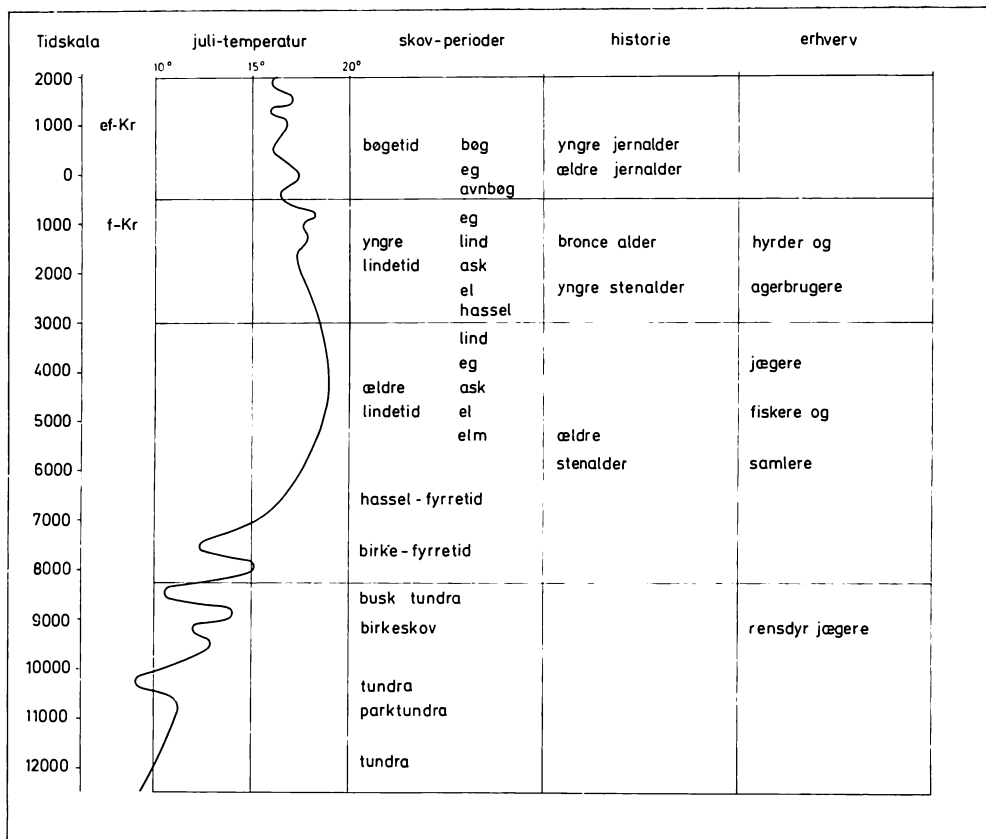 Tidskala juli-temperatur skov-perioder historie erhverv
10° 15° 20°
2000
1000 ef-Kr
bøgetid bøg yngre jernalder
0 eg ældre jernalder
avnbøg
1000 f-Kr eg
yngre lind bronce alder hyrder og
2000 lindetid ask
el yngre stenalder agerbrugere
hassel
3000
lind
eg jægere
4000 ældre ask
lindetid el fiskere og
5000 elm ældre
6000 stenalder samlere
hassel-fyrretid
7000
birke-fyrretid
8000
busk tundra
9000 birkeskov rensdyr jægere
10000
tundra
11000 parktundra
12000 tundra